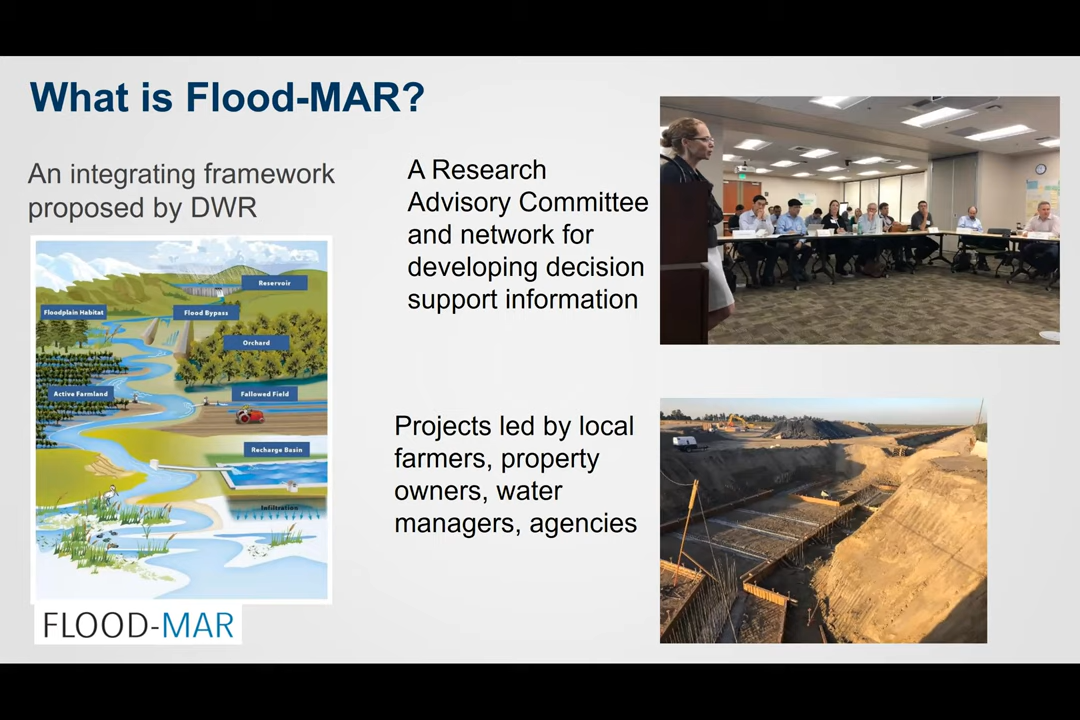 What is Flood-MAR?
An integrating framework
proposed by DWR
Reservoir
Floodplain Habitat
Flood Bypass
Orchard
Active Farmland
Fallowed Field
Recharge Basin
Infiltration
FLOOD-MAR
A Research
Advisory Committee
and network for
developing decision
support information
Projects led by local
farmers, property
owners, water
managers, agencies